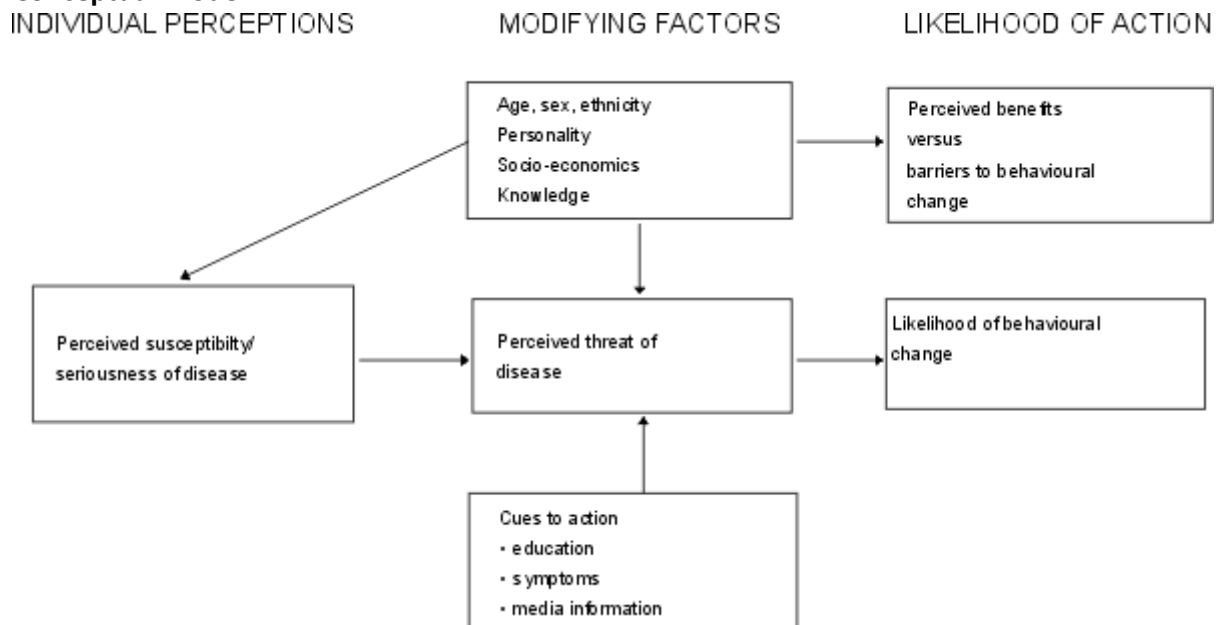 INDIVIDUAL PERCEPTIONS
MODIFYING FACTORS
LIKELIHOOD OF ACTION
Age, sex, ethnicity
Personality
Socio-economics
Knowledge
Perceived benefits
versus
barriers to behavioural
change
Perceived susceptibilty/
seriousness of disease
Perceived threat of
disease
Likelihood of behavioural
change
Cues to action
• education
• symptoms
• media information